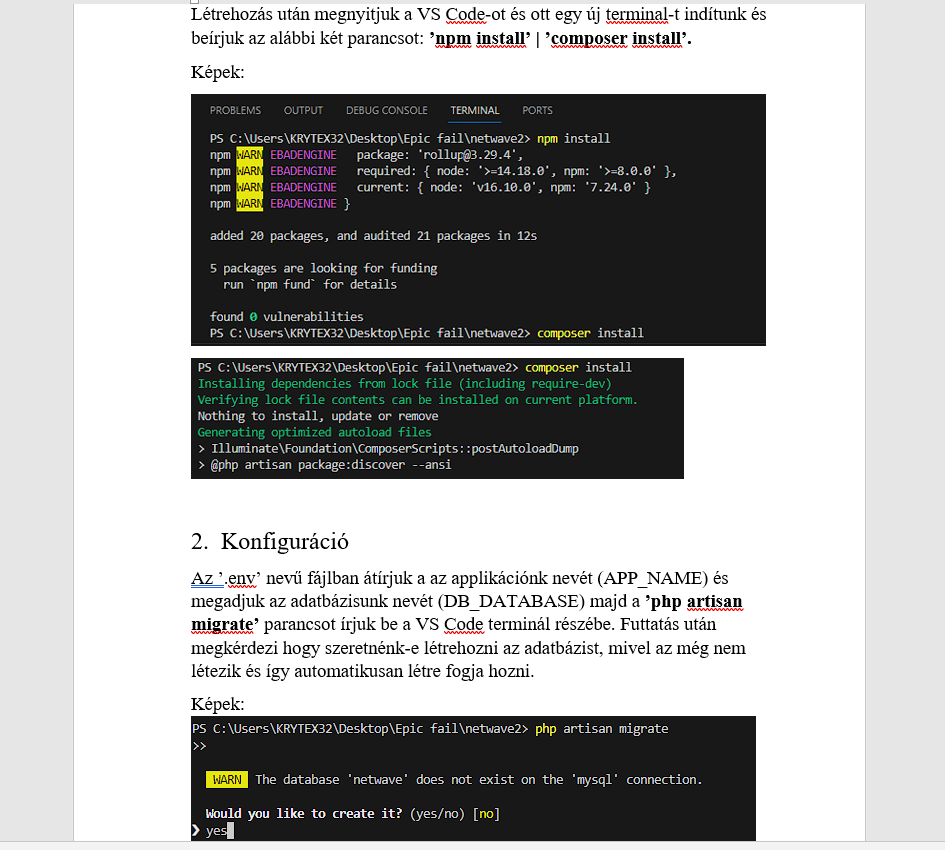 Létrehozás után megnyitjuk a VS Code-ot és ott egy új terminal-t indítunk és
beírjuk az alábbi két parancsot: ’npm install’ | ’composer install’.
Képek:
PROBLEMS OUTPUT DEBUG CONSOLE TERMINAL PORTS
PS C:\Users\KRYTEX32\Desktop\Epic fail\netwave2> npm install
npm WARN EBADENGINE package: 'rollup@3.29.4',
npm WARN EBADENGINE required: { node: '>=14.18.0', npm: '>=8.0.0' },
npm WARN EBADENGINE current: { node: 'v16.10.0', npm: '7.24.0' }
npm WARN EBADENGINE }
added 20 packages, and audited 21 packages in 12s
5 packages are looking for funding
run `npm fund` for details
found 0 vulnerabilities
PS C:\Users\KRYTEX32\Desktop\Epic fail\netwave2> composer install
PS C:\Users\KRYTEX32\Desktop\Epic fail\netwave2> composer install
Installing dependencies from lock file (including require-dev)
Verifying lock file contents can be installed on current platform.
Nothing to install, update or remove
Generating optimized autoload files
> Illuminate\Foundation\ComposerScripts::postAutoloadDump
> @php artisan package:discover --ansi
2. Konfiguráció
Az ’.env’ nevű fájlban átírjuk a az applikációnk nevét (APP_NAME) és
megadjuk az adatbázisunk nevét (DB_DATABASE) majd a ’php artisan
migrate’ parancsot írjuk be a VS Code terminál részébe. Futtatás után
megkérdezi hogy szeretnénk-e létrehozni az adatbázist, mivel az még nem
létezik és így automatikusan létre fogja hozni.
Képek:
PS C:\Users\KRYTEX32\Desktop\Epic fail\netwave2> php artisan migrate
>>
WARN The database 'netwave' does not exist on the 'mysql' connection.
Would you like to create it? (yes/no) [no]
❯ yes